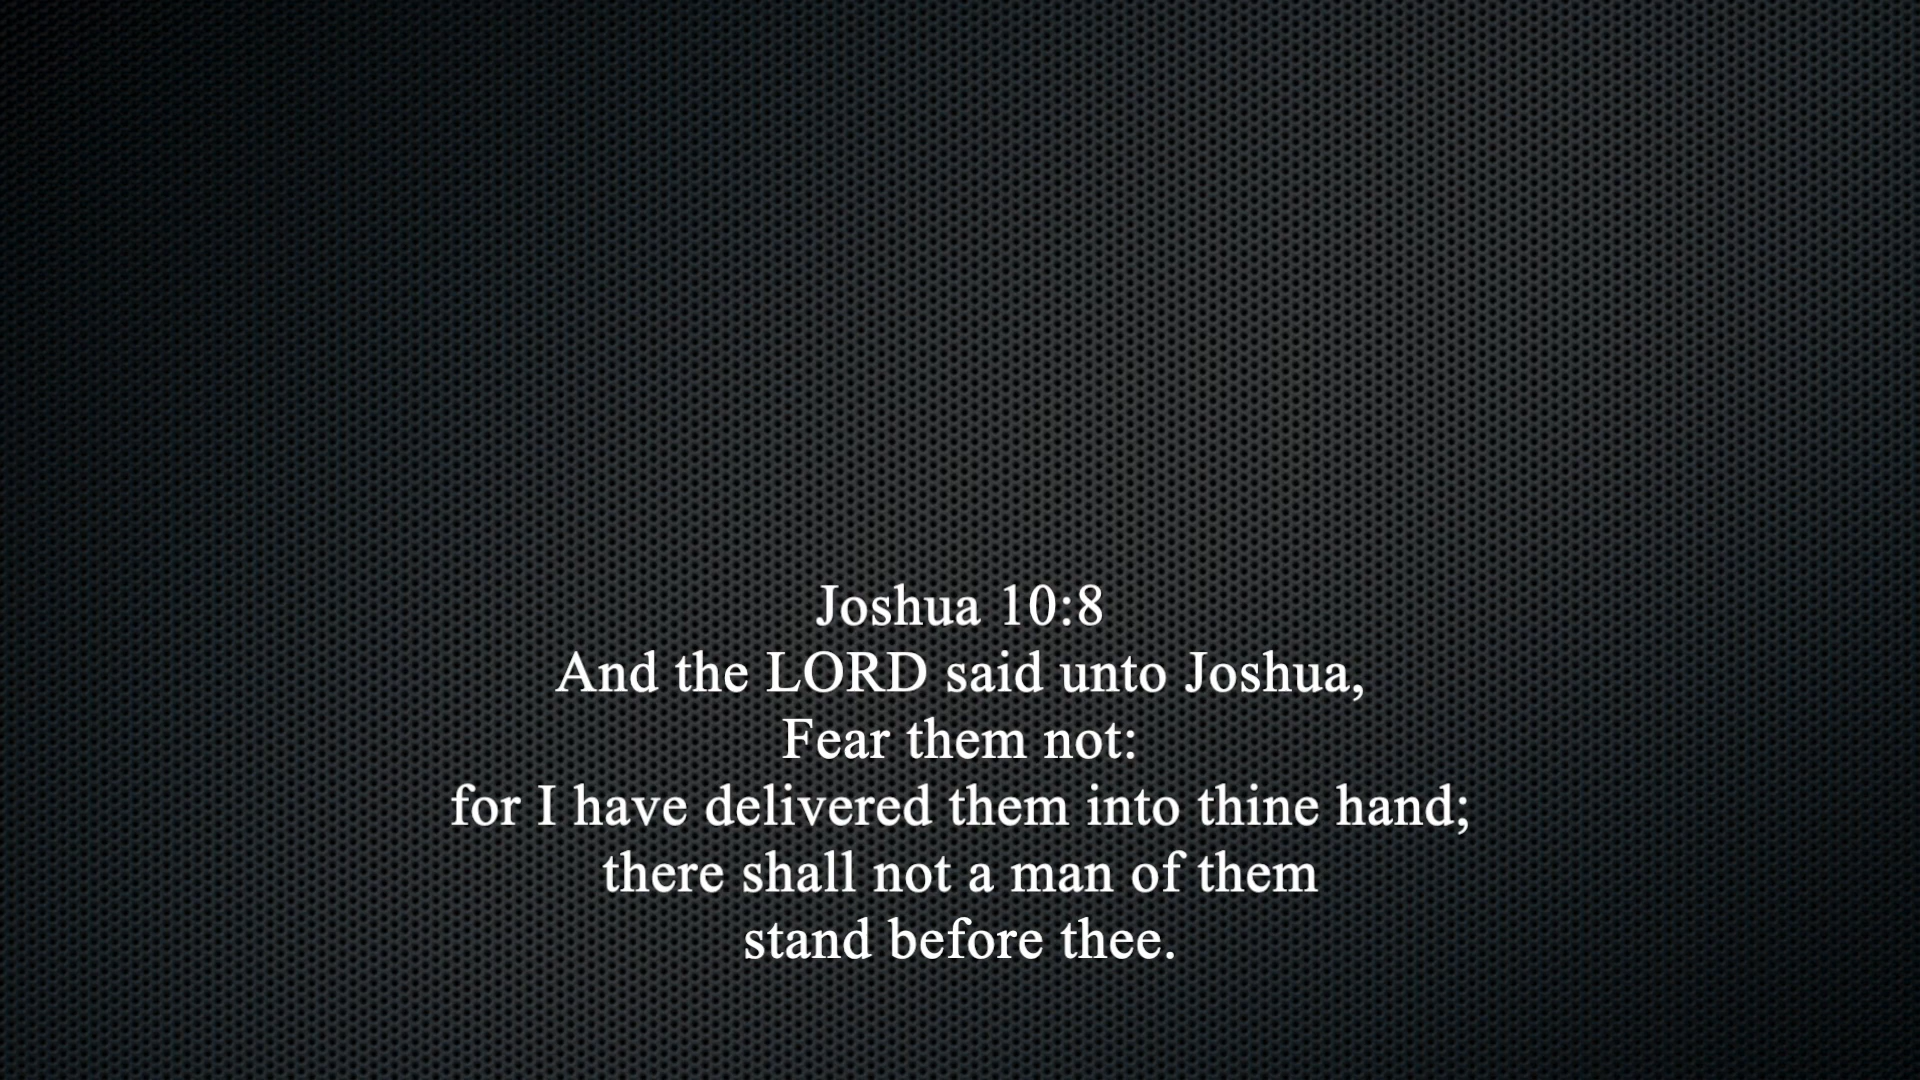 Joshua 10:8
And the LORD said unto Joshua,
Fear them not:
for I have delivered them into thine hand;
there shall not a man of them
stand before thee.